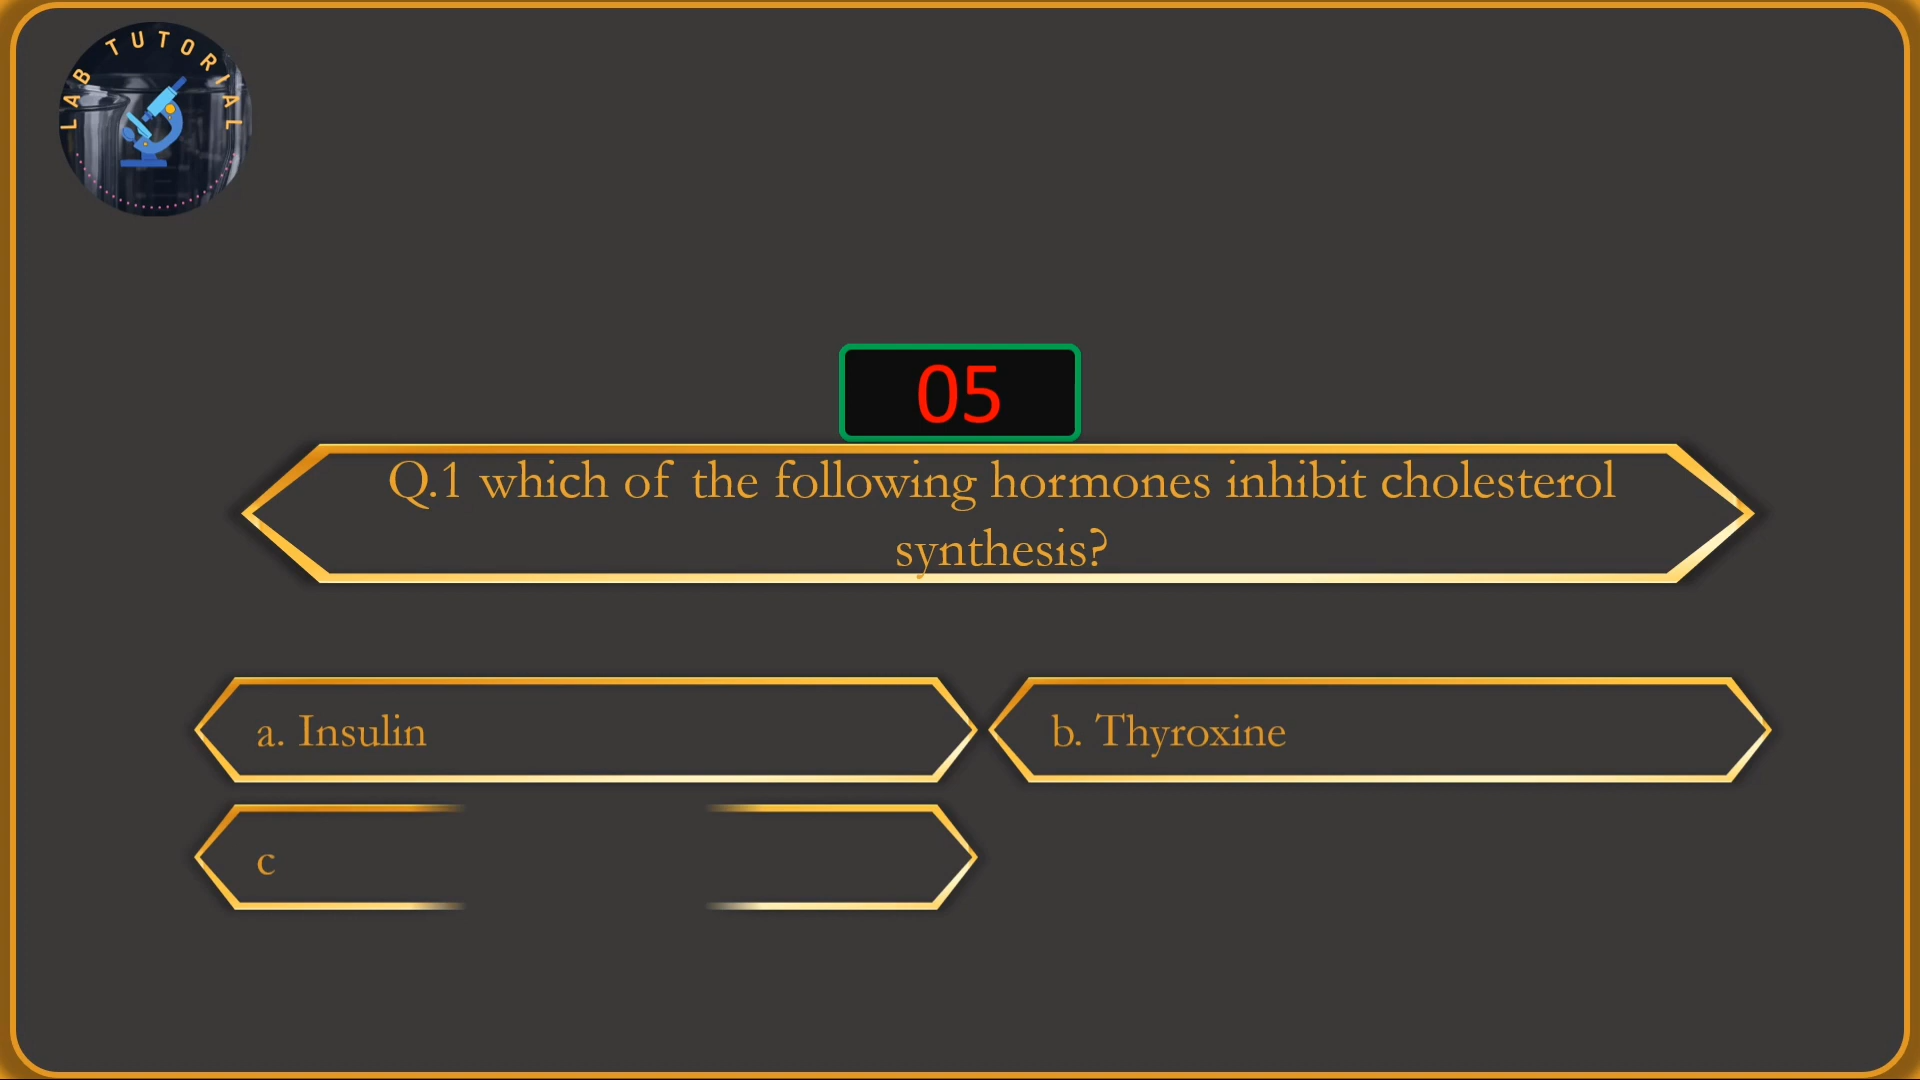 LAB TUTORIAL
05
Q.1 which of the following hormones inhibit cholesterol
synthesis?
a. Insulin
b. Thyroxine
c